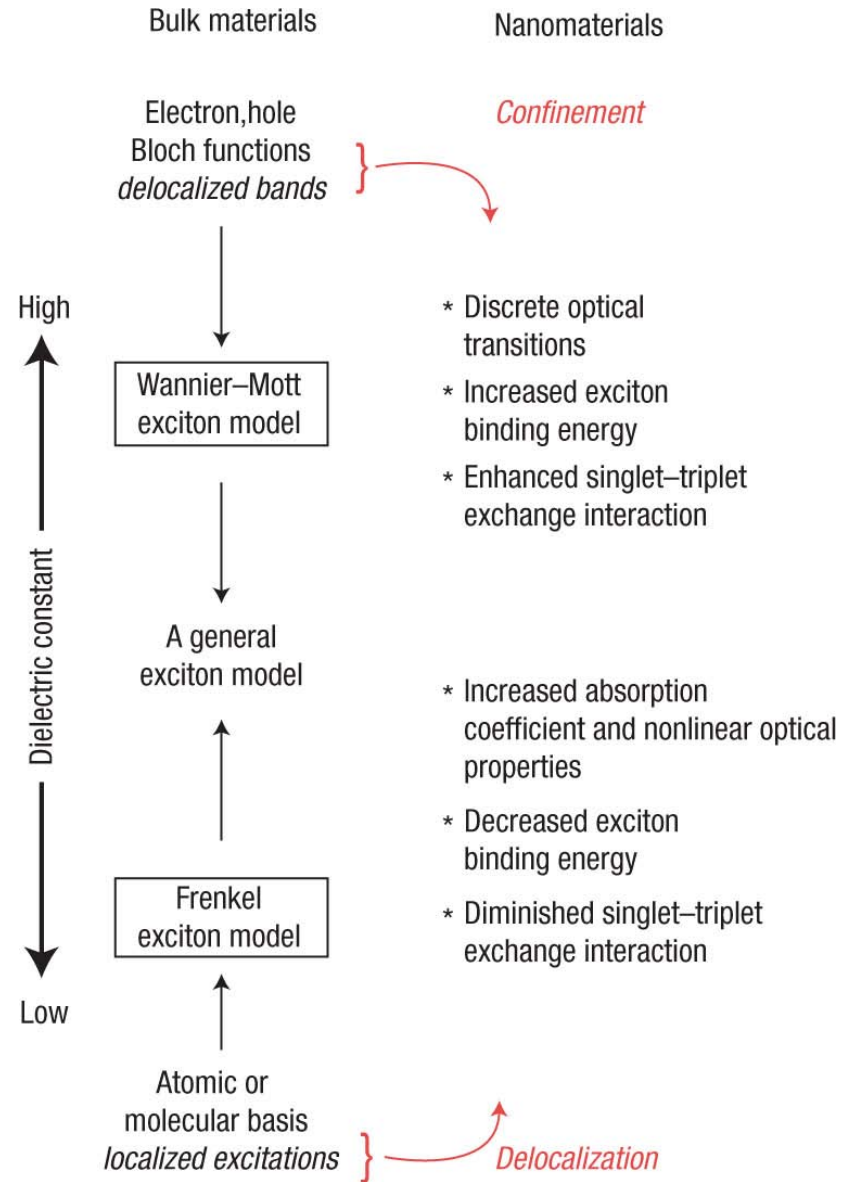 Bulk materials
Nanomaterials
Electron,hole
Bloch functions
delocalized bands
Confinement
High
Dielectric constant
Low
Wannier–Mott
exciton model
A general
exciton model
Frenkel
exciton model
Atomic or
molecular basis
localized excitations
* Discrete optical
transitions
* Increased exciton
binding energy
* Enhanced singlet–triplet
exchange interaction
* Increased absorption
coefficient and nonlinear optical
properties
* Decreased exciton
binding energy
* Diminished singlet–triplet
exchange interaction
Delocalization